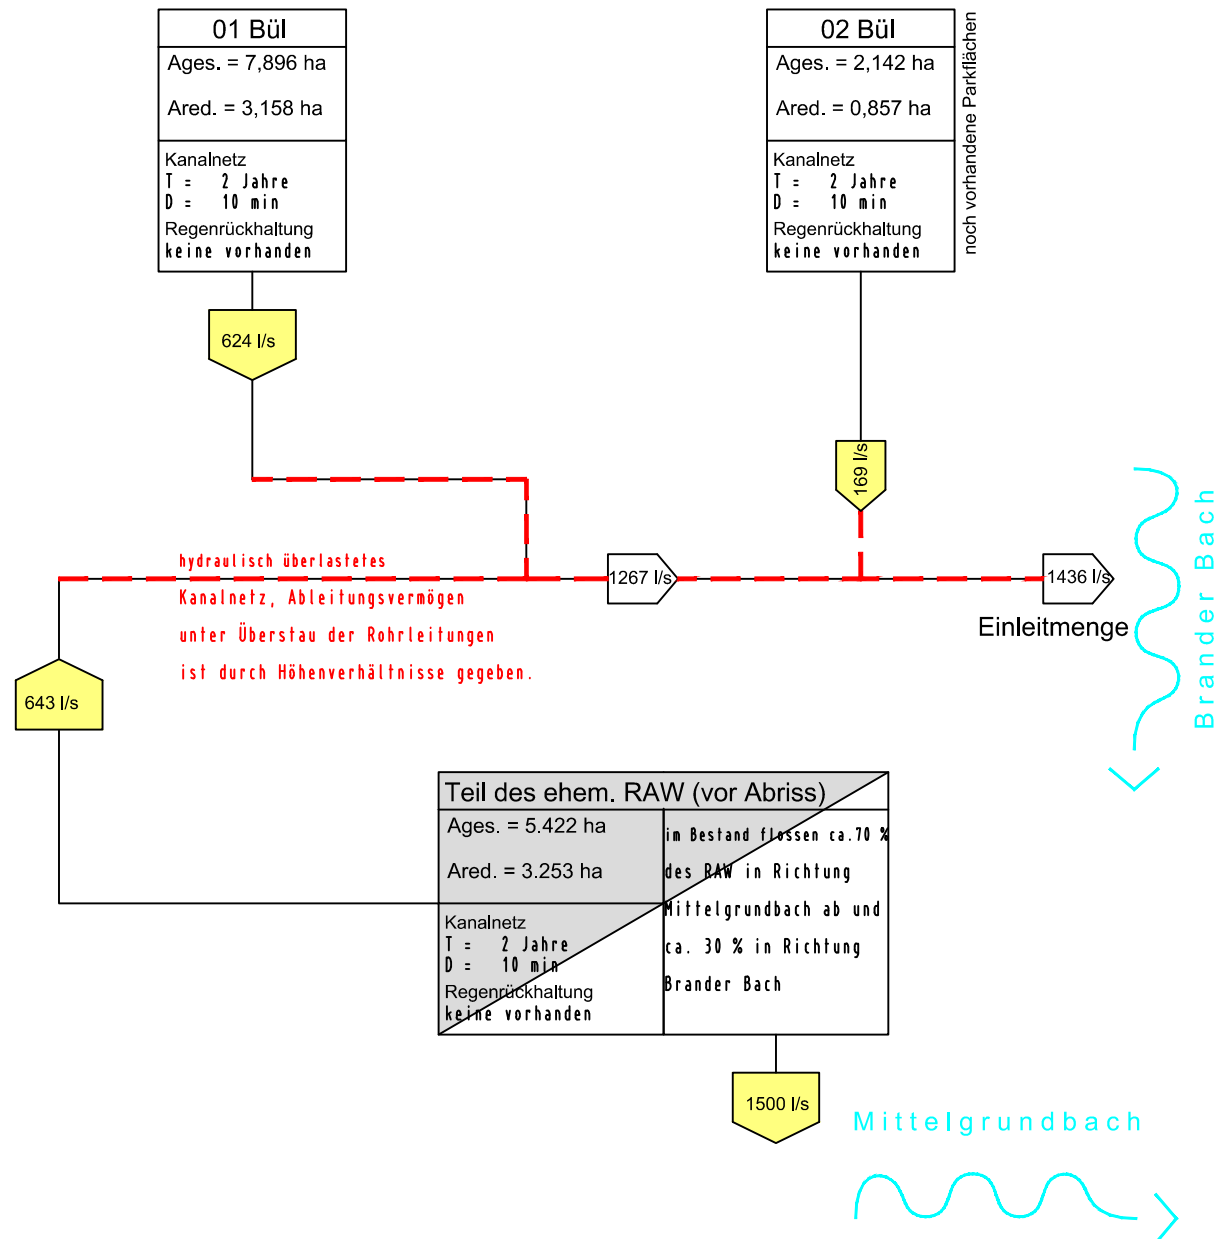 01 Bül
Ages. = 7,896 ha
Ared. = 3,158 ha
Kanalnetz
T = 2 Jahre
D = 10 min
Regenrückhaltung
keine vorhanden
624 l/s
02 Bül
Ages. = 2,142 ha
Ared. = 0,857 ha
Kanalnetz
T = 2 Jahre
D = 10 min
Regenrückhaltung
keine vorhanden
noch vorhandene Parkflächen
169 l/s
hydraulisch überlastetes
Kanalnetz, Ableitungsvermögen
unter Überstau der Rohrleitungen
ist durch Höhenverhältnisse gegeben.
1267 l/s
1436 l/s
Einleitmenge
Brander Bach
643 l/s
Teil des ehem. RAW (vor Abriss)
Ages. = 5.422 ha
Ared. = 3.253 ha
Kanalnetz
T = 2 Jahre
D = 10 min
Regenrückhaltung
keine vorhanden
im Bestand flossen ca.70 %
des RAW in Richtung
Mittelgrundbach ab und
ca. 30 % in Richtung
Brander Bach
1500 l/s
Mittelgrundbach